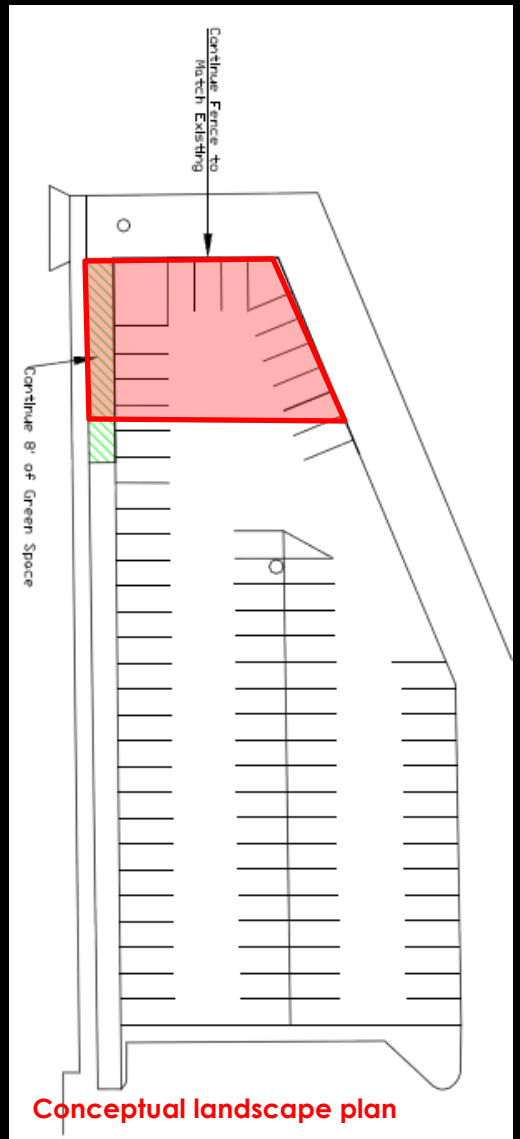 Continue Fence to
Match Existing
Continue 8' of Green Space
Conceptual landscape plan